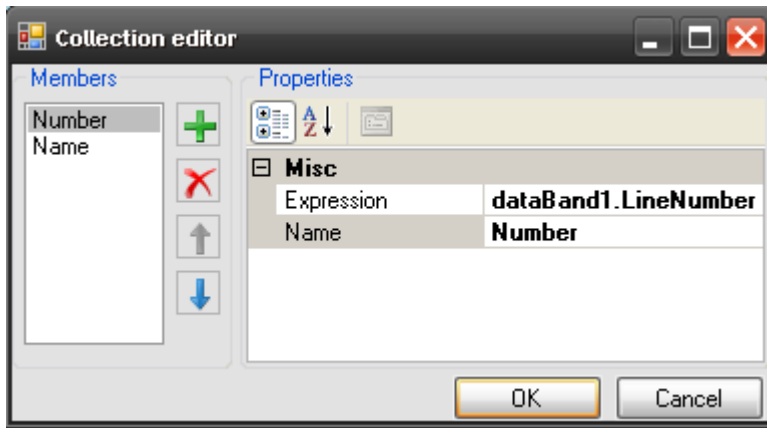 Collection editor
Members
Number
Name
Properties
A
Z
Misc
Expression dataBand1.LineNumber
Name Number
OK Cancel